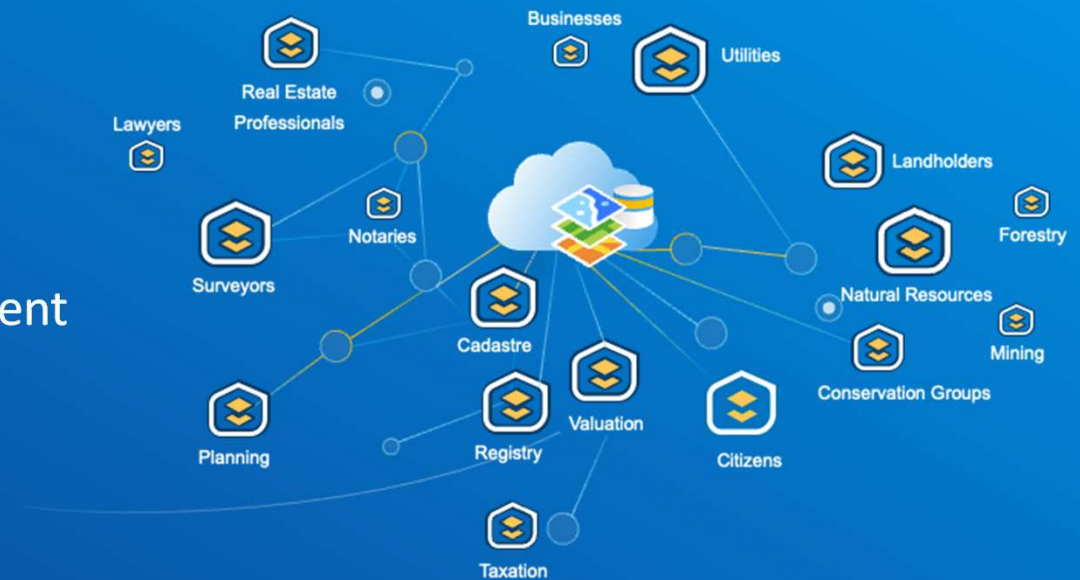 Businesses
Utilities
Real Estate
Professionals
Lawyers
Landholders
Notaries
Forestry
Surveyors
Natural Resources
ent
Cadastre
Mining
Conservation Groups
Valuation
Registry
Planning
Citizens
Taxation